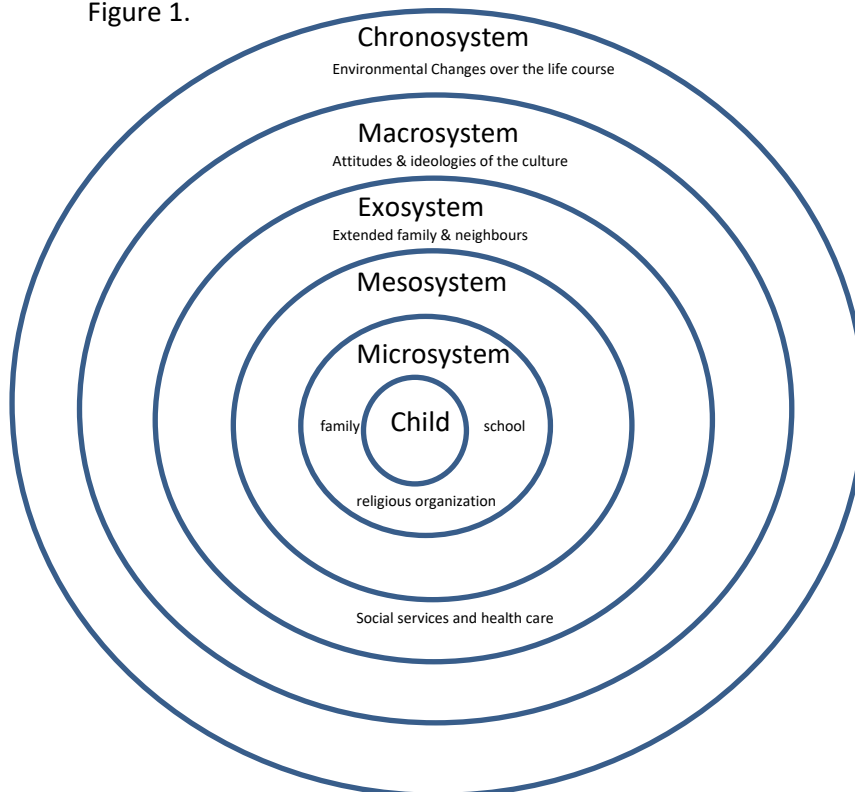 Figure 1.
Chronosystem
Environmental Changes over the life course
Macrosystem
Attitudes & ideologies of the culture
Exosystem
Extended family & neighbours
Mesosystem
Microsystem
family Child school
religious organization
Social services and health care